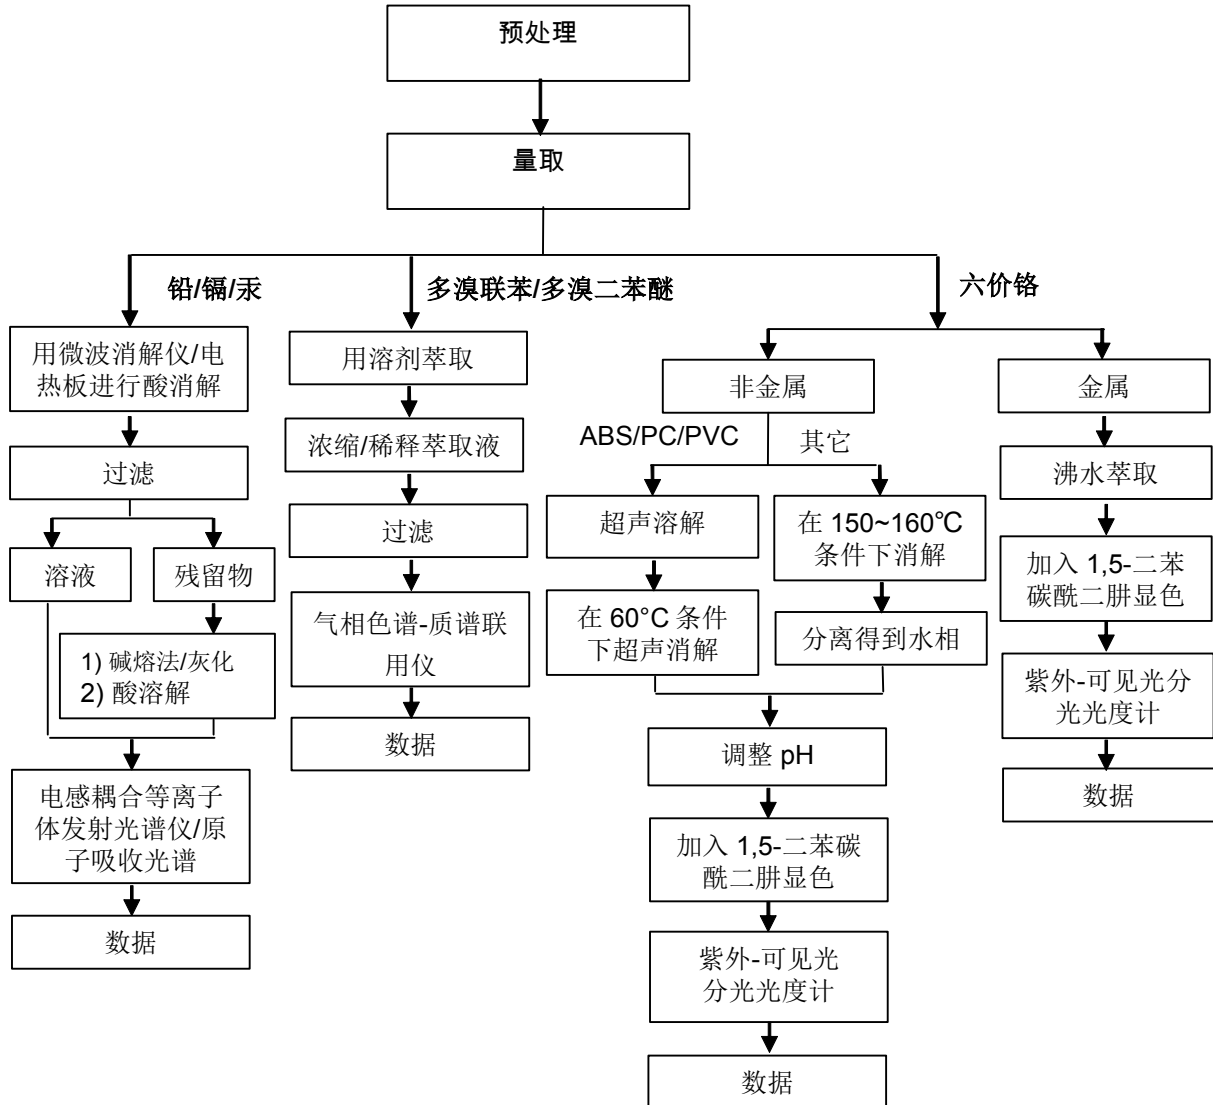 预处理
量取
铅/镉/汞
多溴联苯/多溴二苯醚
六价铬
用微波消解仪/电
热板进行酸消解
过滤
溶液
残留物
1) 碱熔法/灰化
2) 酸溶解
电感耦合等离子
体发射光谱仪/原
子吸收光谱
数据
用溶剂萃取
浓缩/稀释萃取液
过滤
气相色谱-质谱联
用仪
数据
非金属
ABS/PC/PVC
其它
超声溶解
在 60°C 条件
下超声消解
在 150~160℃
条件下消解
分离得到水相
调整 pH
加入 1,5-二苯碳
酰二肼显色
紫外-可见光
分光光度计
数据
金属
沸水萃取
加入 1,5-二苯
碳酰二肼显色
紫外-可见光分
光光度计
数据